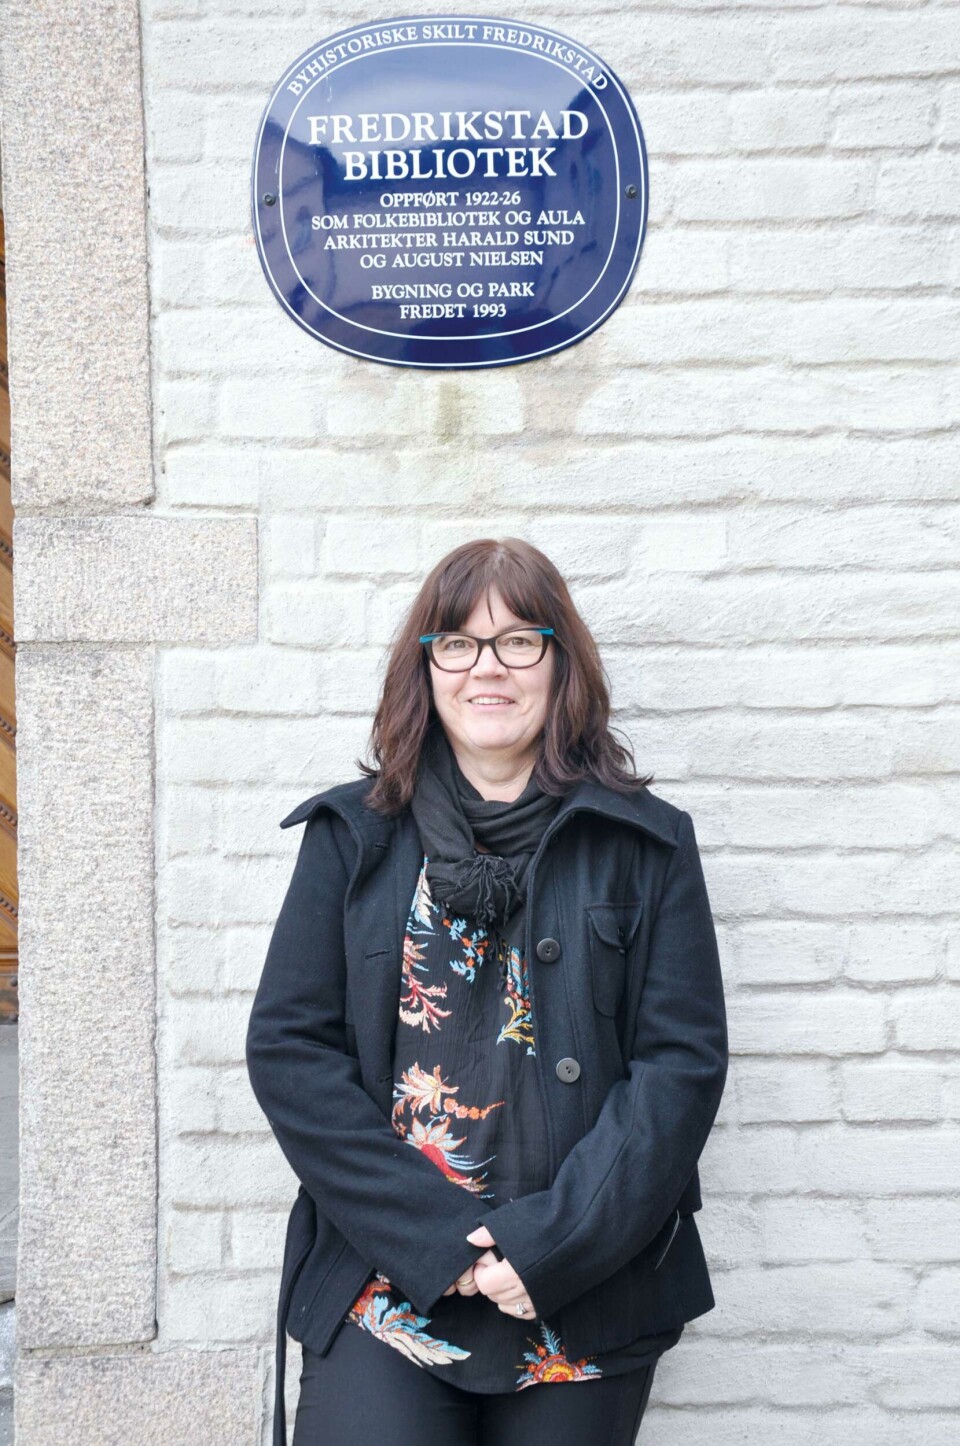 BYHISTORISKE SKILT FREDRIKSTAD
FREDRIKSTAD
BIBLIOTEK
OPPFØRT 1922-26
SOM FOLKEBIBLIOTEK OG AULA
ARKITEKTER HARALD SUND
OG AUGUST NIELSEN
BYGNING OG PARK
FREDET 1993